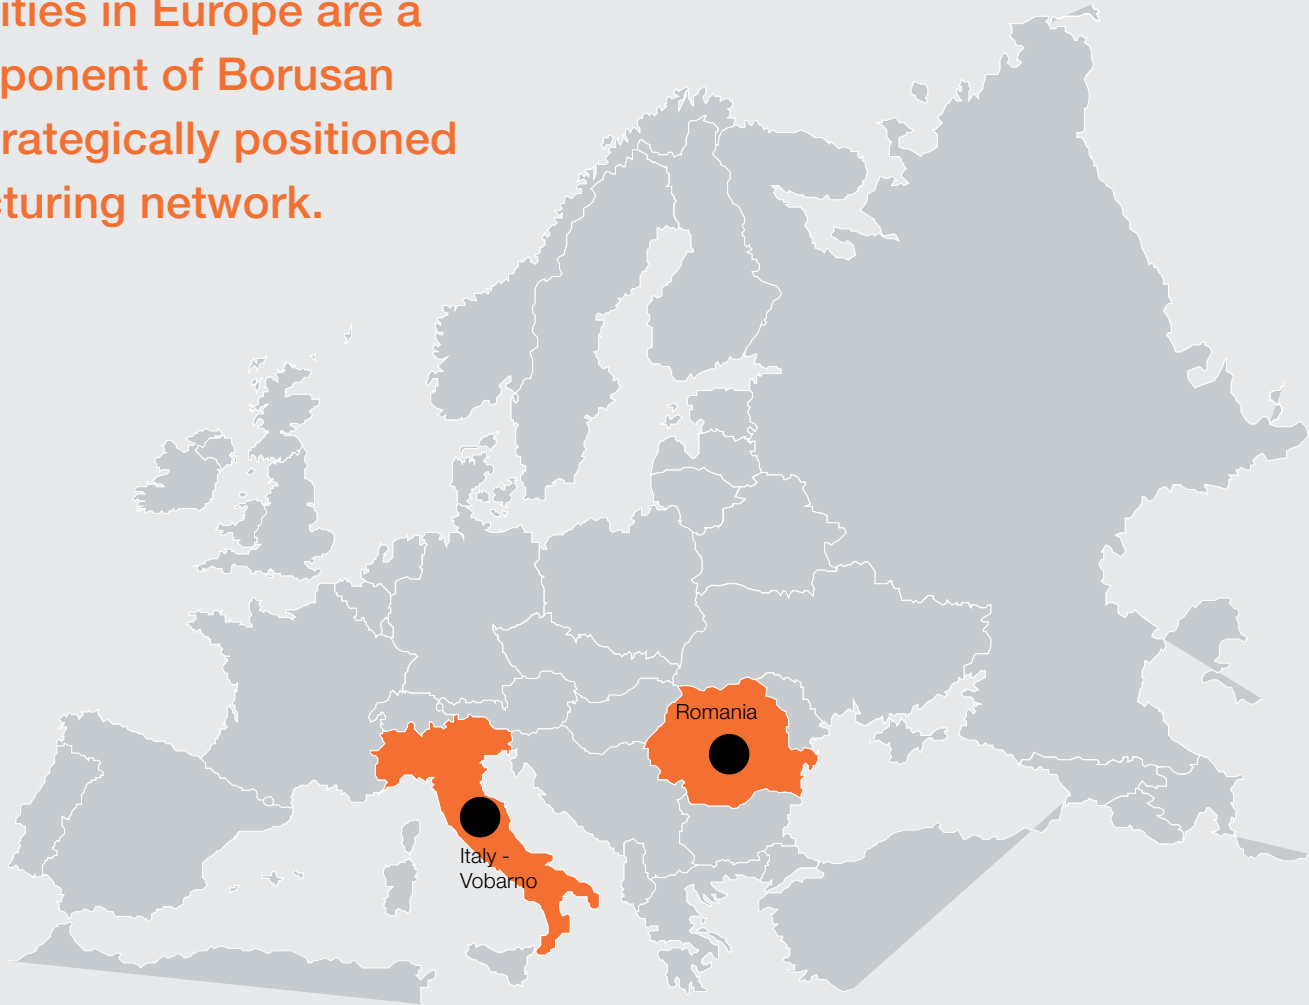 ities in Europe are a
ponent of Borusan
rategically positioned
cturing network.
Romania
Italy -
Vobarno